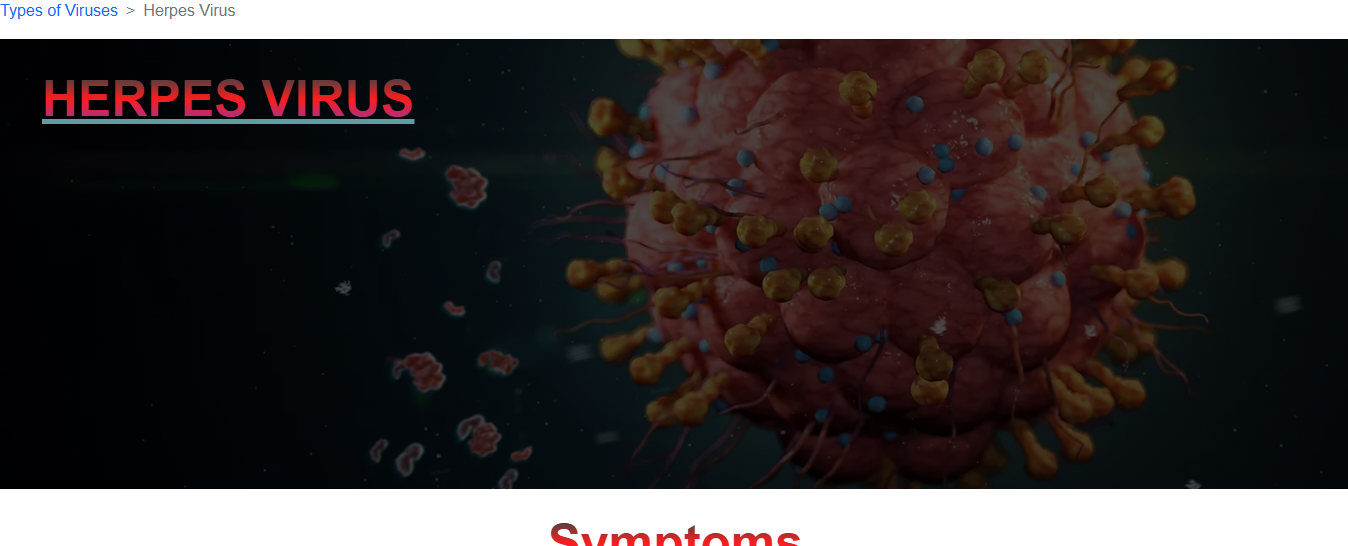 Types of Viruses > Herpes Virus
HERPES VIRUS
Symptoms